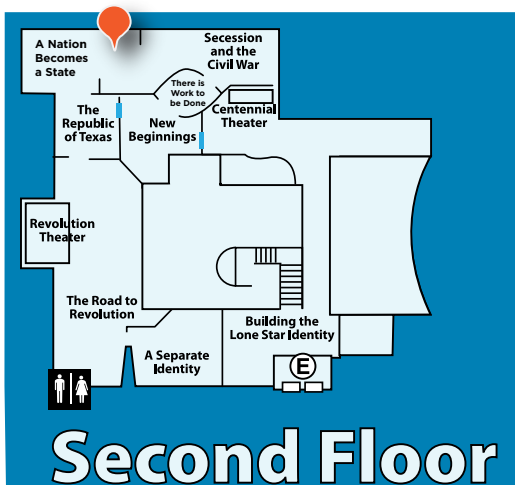 A Nation
Becomes
a State
Secession
and the
Civil War
There is
Work to
be Done
Centennial
Theater
The
Republic
of Texas
New
Beginnings
Revolution
Theater
The Road to
Revolution
Building the
Lone Star Identity
A Separate
Identity
E
Second Floor